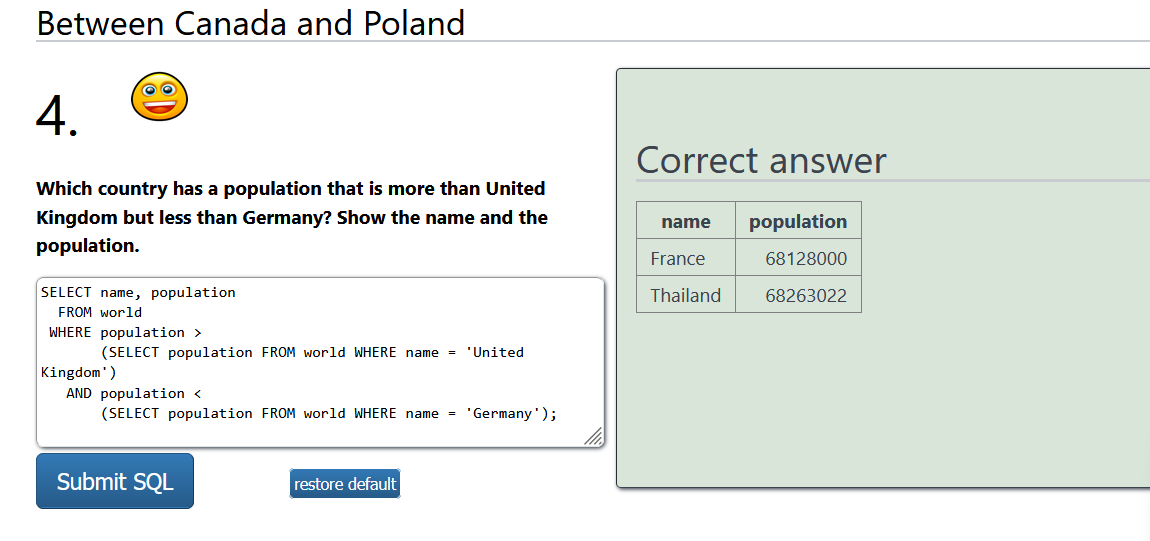 Between Canada and Poland
4.
Which country has a population that is more than United
Kingdom but less than Germany? Show the name and the
population.
SELECT name, population
  FROM world
 WHERE population >
       (SELECT population FROM world WHERE name = 'United
Kingdom')
   AND population <
       (SELECT population FROM world WHERE name = 'Germany');
Submit SQL
restore default
Correct answer
name population
France 68128000
Thailand 68263022